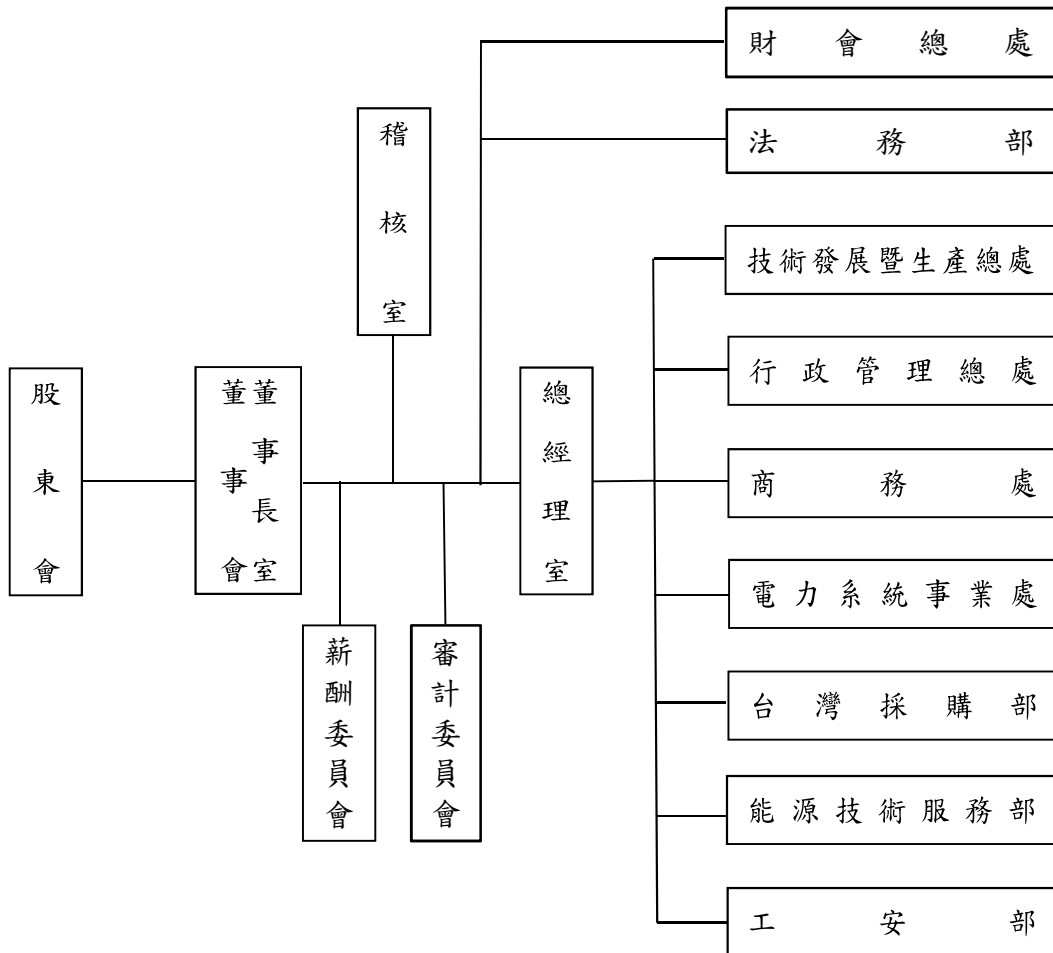 股東會
董事會
董事長室
稽核室
薪酬委員會
審計委員會
總經理室
財會總處
法務部
技術發展暨生產總處
行政管理總處
商務處
電力系統事業處
台灣採購部
能源技術服務部
工安部